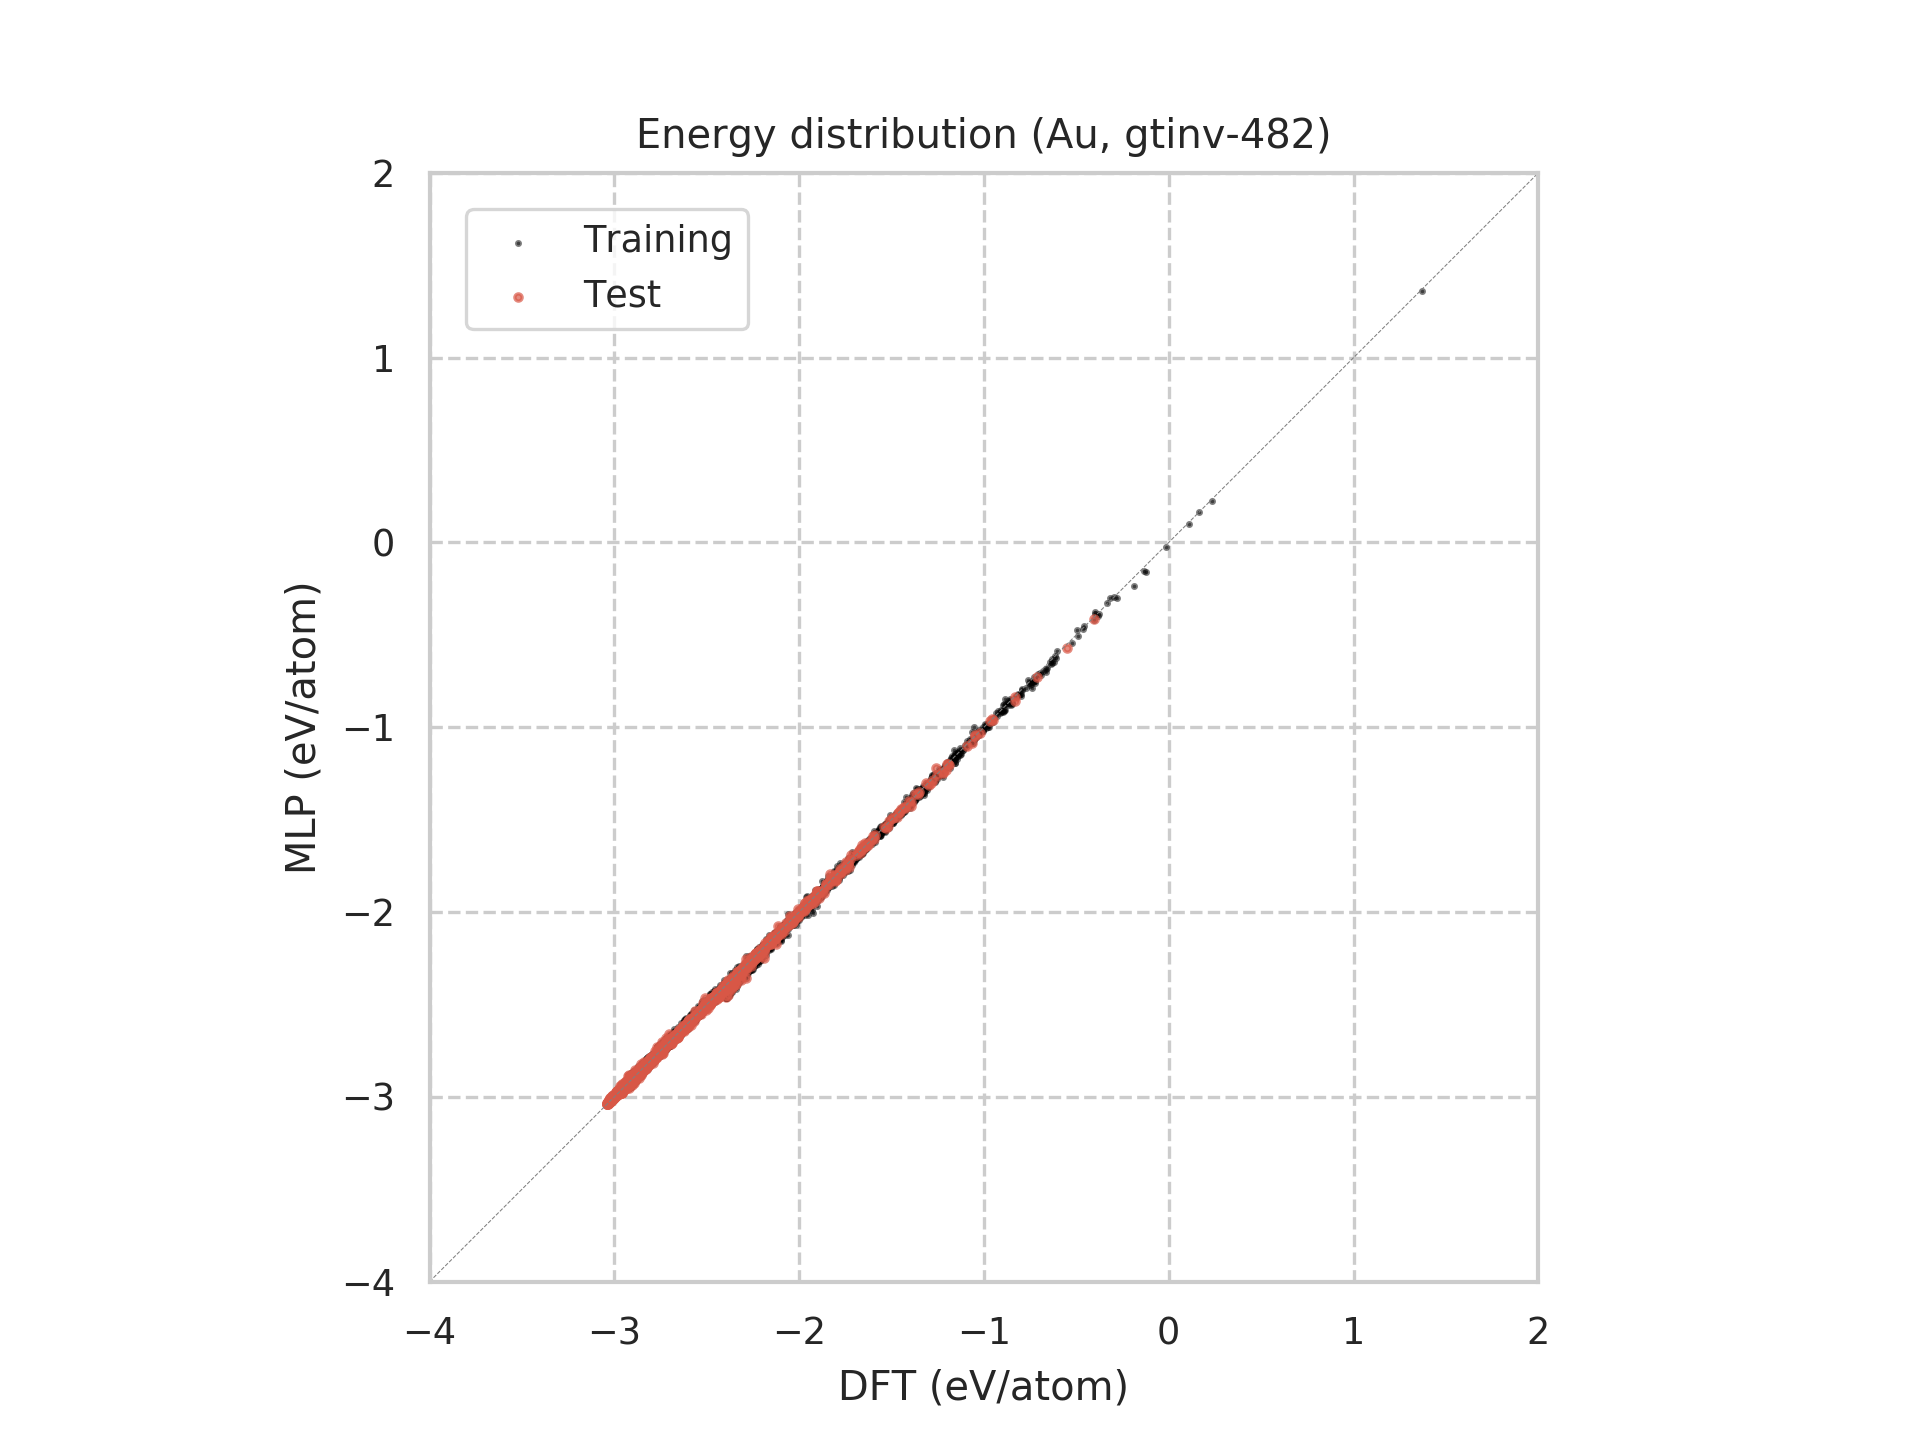 Energy distribution (Au, gtinv-482)
2
1
0
−1
−2
−3
−4
MLP (eV/atom)
Training
Test
−4 −3 −2 −1 0 1 2
DFT (eV/atom)